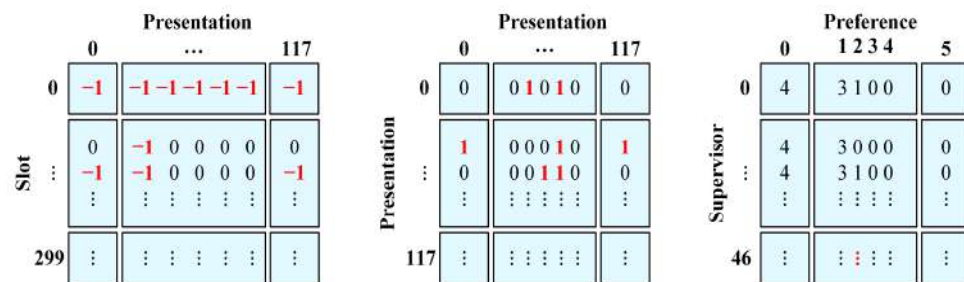 Presentation Presentation Preference
0 ... 117 0 ... 117 0 1 2 3 4 5
0 −1 −1 −1 −1 −1 −1 −1 0 0 0 1 0 1 0 0 0 4 3 1 0 0 0
0 −1 0 0 0 0 0 1 0 0 0 1 0 1 4 3 0 0 0 0
Slot ... −1 −1 0 0 0 0 −1 Presentation ... 0 0 0 1 1 0 0 Supervisor ... 4 3 1 0 0 0
⋮ ⋮ ⋮ ⋮ ⋮ ⋮ ⋮ ⋮ ⋮ ⋮ ⋮ ⋮ ⋮ ⋮ ⋮ ⋮ ⋮ ⋮ ⋮ ⋮
299 ⋮ ⋮ ⋮ ⋮ ⋮ ⋮ ⋮ 117 ⋮ ⋮ ⋮ ⋮ ⋮ ⋮ ⋮ 46 ⋮ ⋮ ⋮ ⋮ ⋮ ⋮